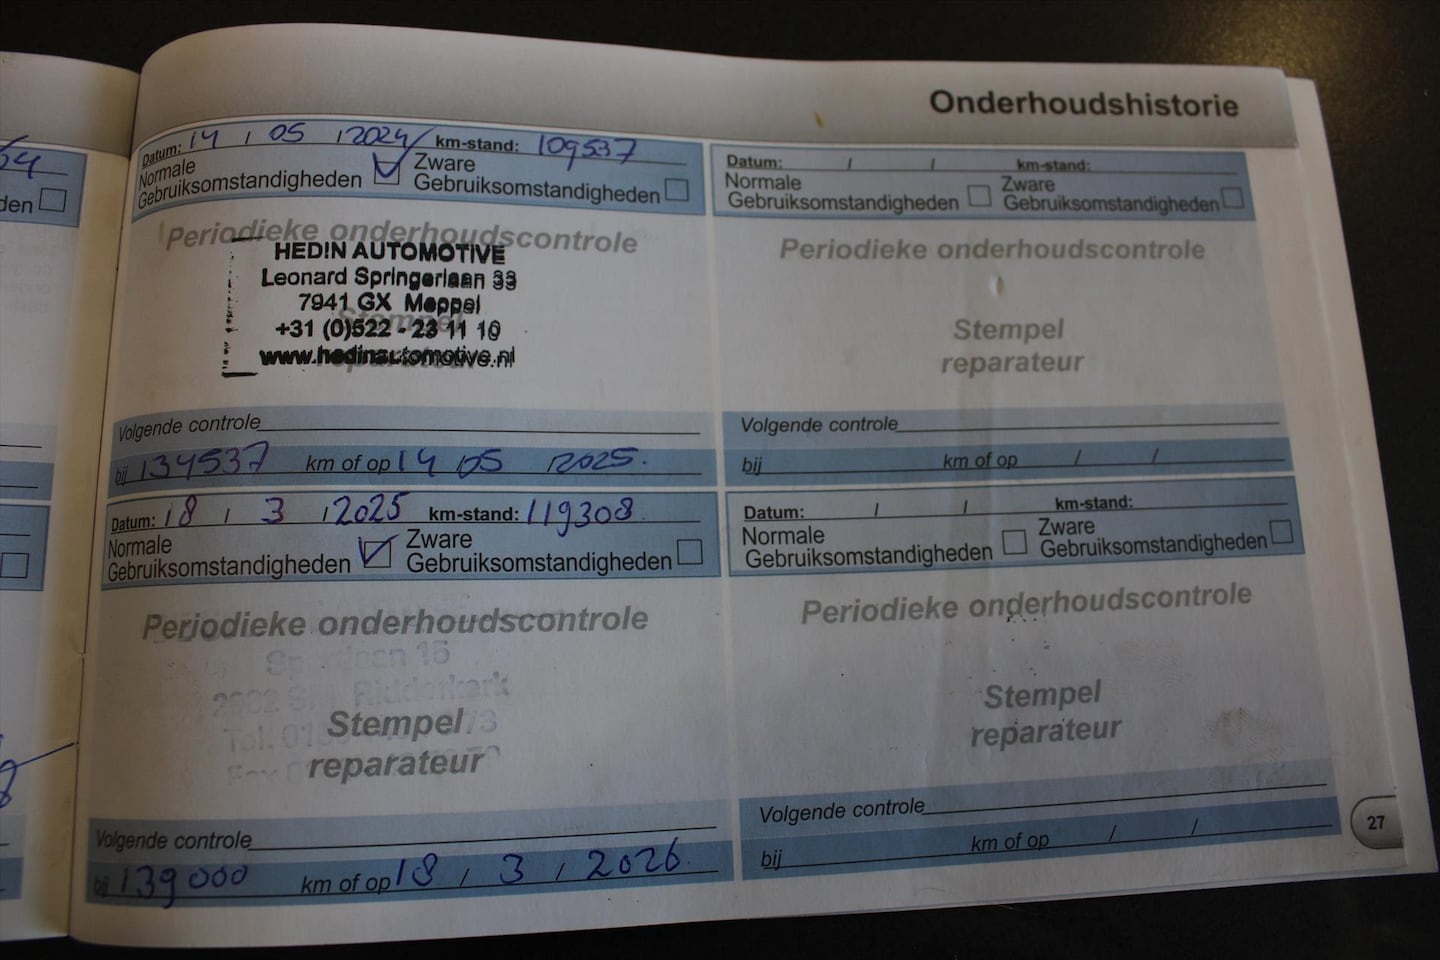 Onderhoudshistorie
Datum: 14 / 05 / 2024 km-stand: 109537
Normale Gebruiksomstandigheden
Zware Gebruiksomstandigheden
Periodieke onderhoudscontrole
HEDIN AUTOMOTIVE
Leonard Springerlaan 33
7941 GX Meppel
+31 (0)522 - 23 11 10
www.hedinautomotive.nl
Stempel
reparateur
Volgende controle
bij 134537 km of op 14 05 2025.
Datum: 18 / 3 / 2025 km-stand: 119308
Normale Gebruiksomstandigheden
Zware Gebruiksomstandigheden
Periodieke onderhoudscontrole
Ridderkerk
Stempel
reparateur
Volgende controle
bij 139000 km of op 18 / 3 / 2026.
Datum: / / km-stand:
Normale Gebruiksomstandigheden
Zware Gebruiksomstandigheden
Periodieke onderhoudscontrole
Stempel
reparateur
Volgende controle
bij km of op / /
Datum: / / km-stand:
Normale Gebruiksomstandigheden
Zware Gebruiksomstandigheden
Periodieke onderhoudscontrole
Stempel
reparateur
Volgende controle
bij km of op / /
27